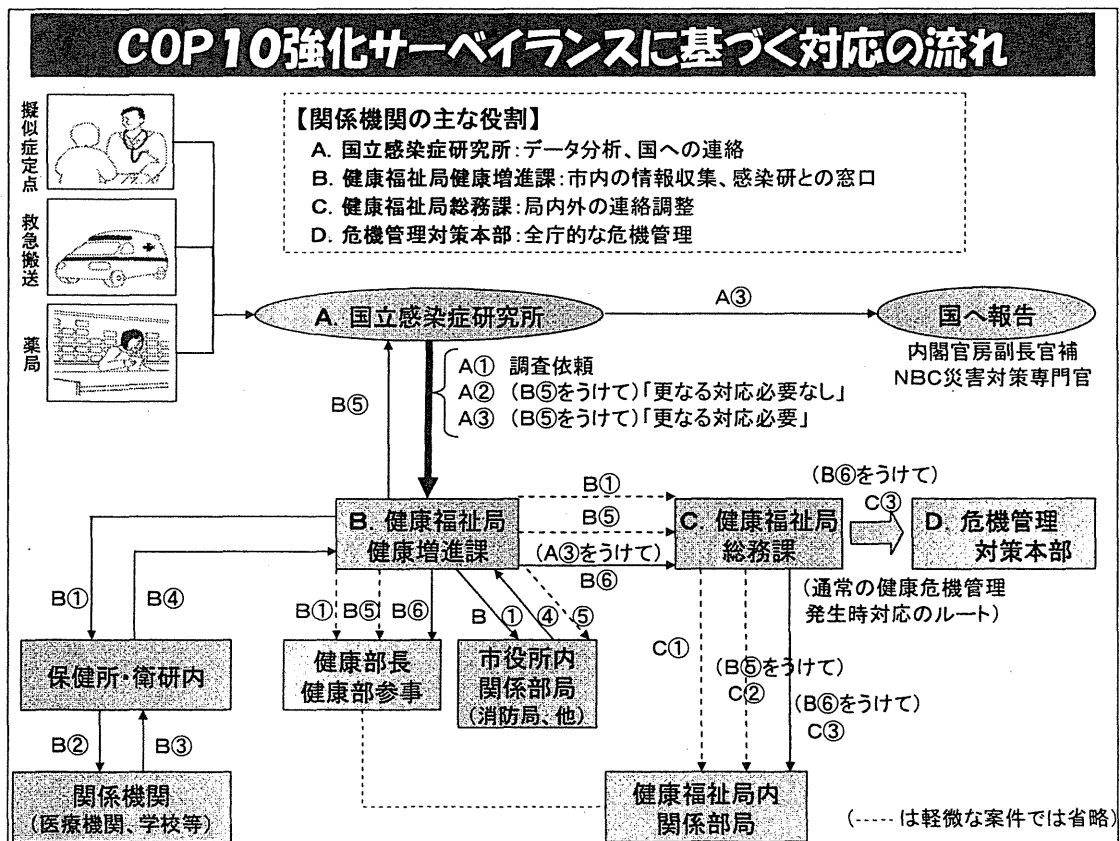 COP10強化サーベイランスに基づく対応の流れ
擬似症定点
救急搬送
薬局
【関係機関の主な役割】
A. 国立感染症研究所:データ分析、国への連絡
B. 健康福祉局健康増進課:市内の情報収集、感染研との窓口
C. 健康福祉局総務課:局内外の連絡調整
D. 危機管理対策本部:全庁的な危機管理
A. 国立感染症研究所
A③
国へ報告
内閣官房副長官補
NBC災害対策専門官
A① 調査依頼
A② (B⑤をうけて)「更なる対応必要なし」
A③ (B⑤をうけて)「更なる対応必要」
B⑤
B. 健康福祉局
健康増進課
B①
B⑤
(A③をうけて)
B⑥
C. 健康福祉局
総務課
(B⑥をうけて)
C③
D. 危機管理
対策本部
(通常の健康危機管理
発生時対応のルート)
B①
B④
B①
B⑤
B⑥
B ① ④ ⑤
保健所・衛研内
健康部長
健康部参事
市役所内
関係部局
(消防局、他)
C①
(B⑤をうけて)
C②
(B⑥をうけて)
C③
B②
B③
関係機関
(医療機関、学校等)
健康福祉局内
関係部局
(----- は軽微な案件では省略)